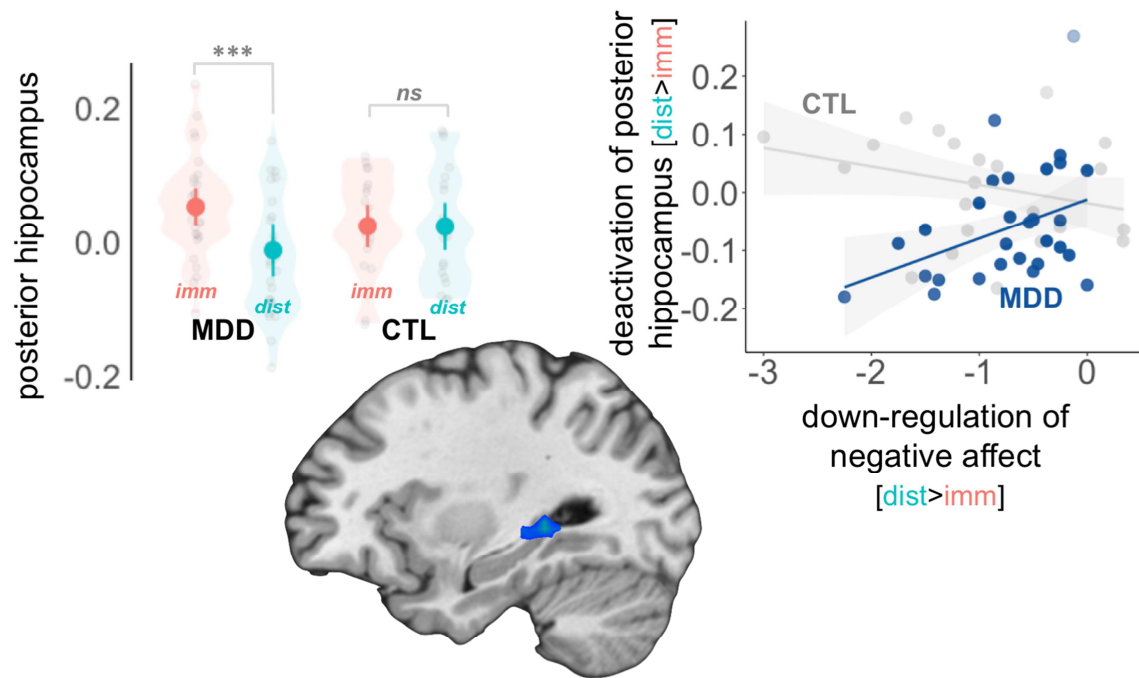 posterior hippocampus
0.2
0.0
-0.2
***
ns
imm
dist
imm
dist
MDD
CTL
deactivation of posterior
hippocampus [dist>imm]
0.2
0.1
0.0
-0.1
-0.2
CTL
MDD
-3
-2
-1
0
down-regulation of
negative affect
[dist>imm]